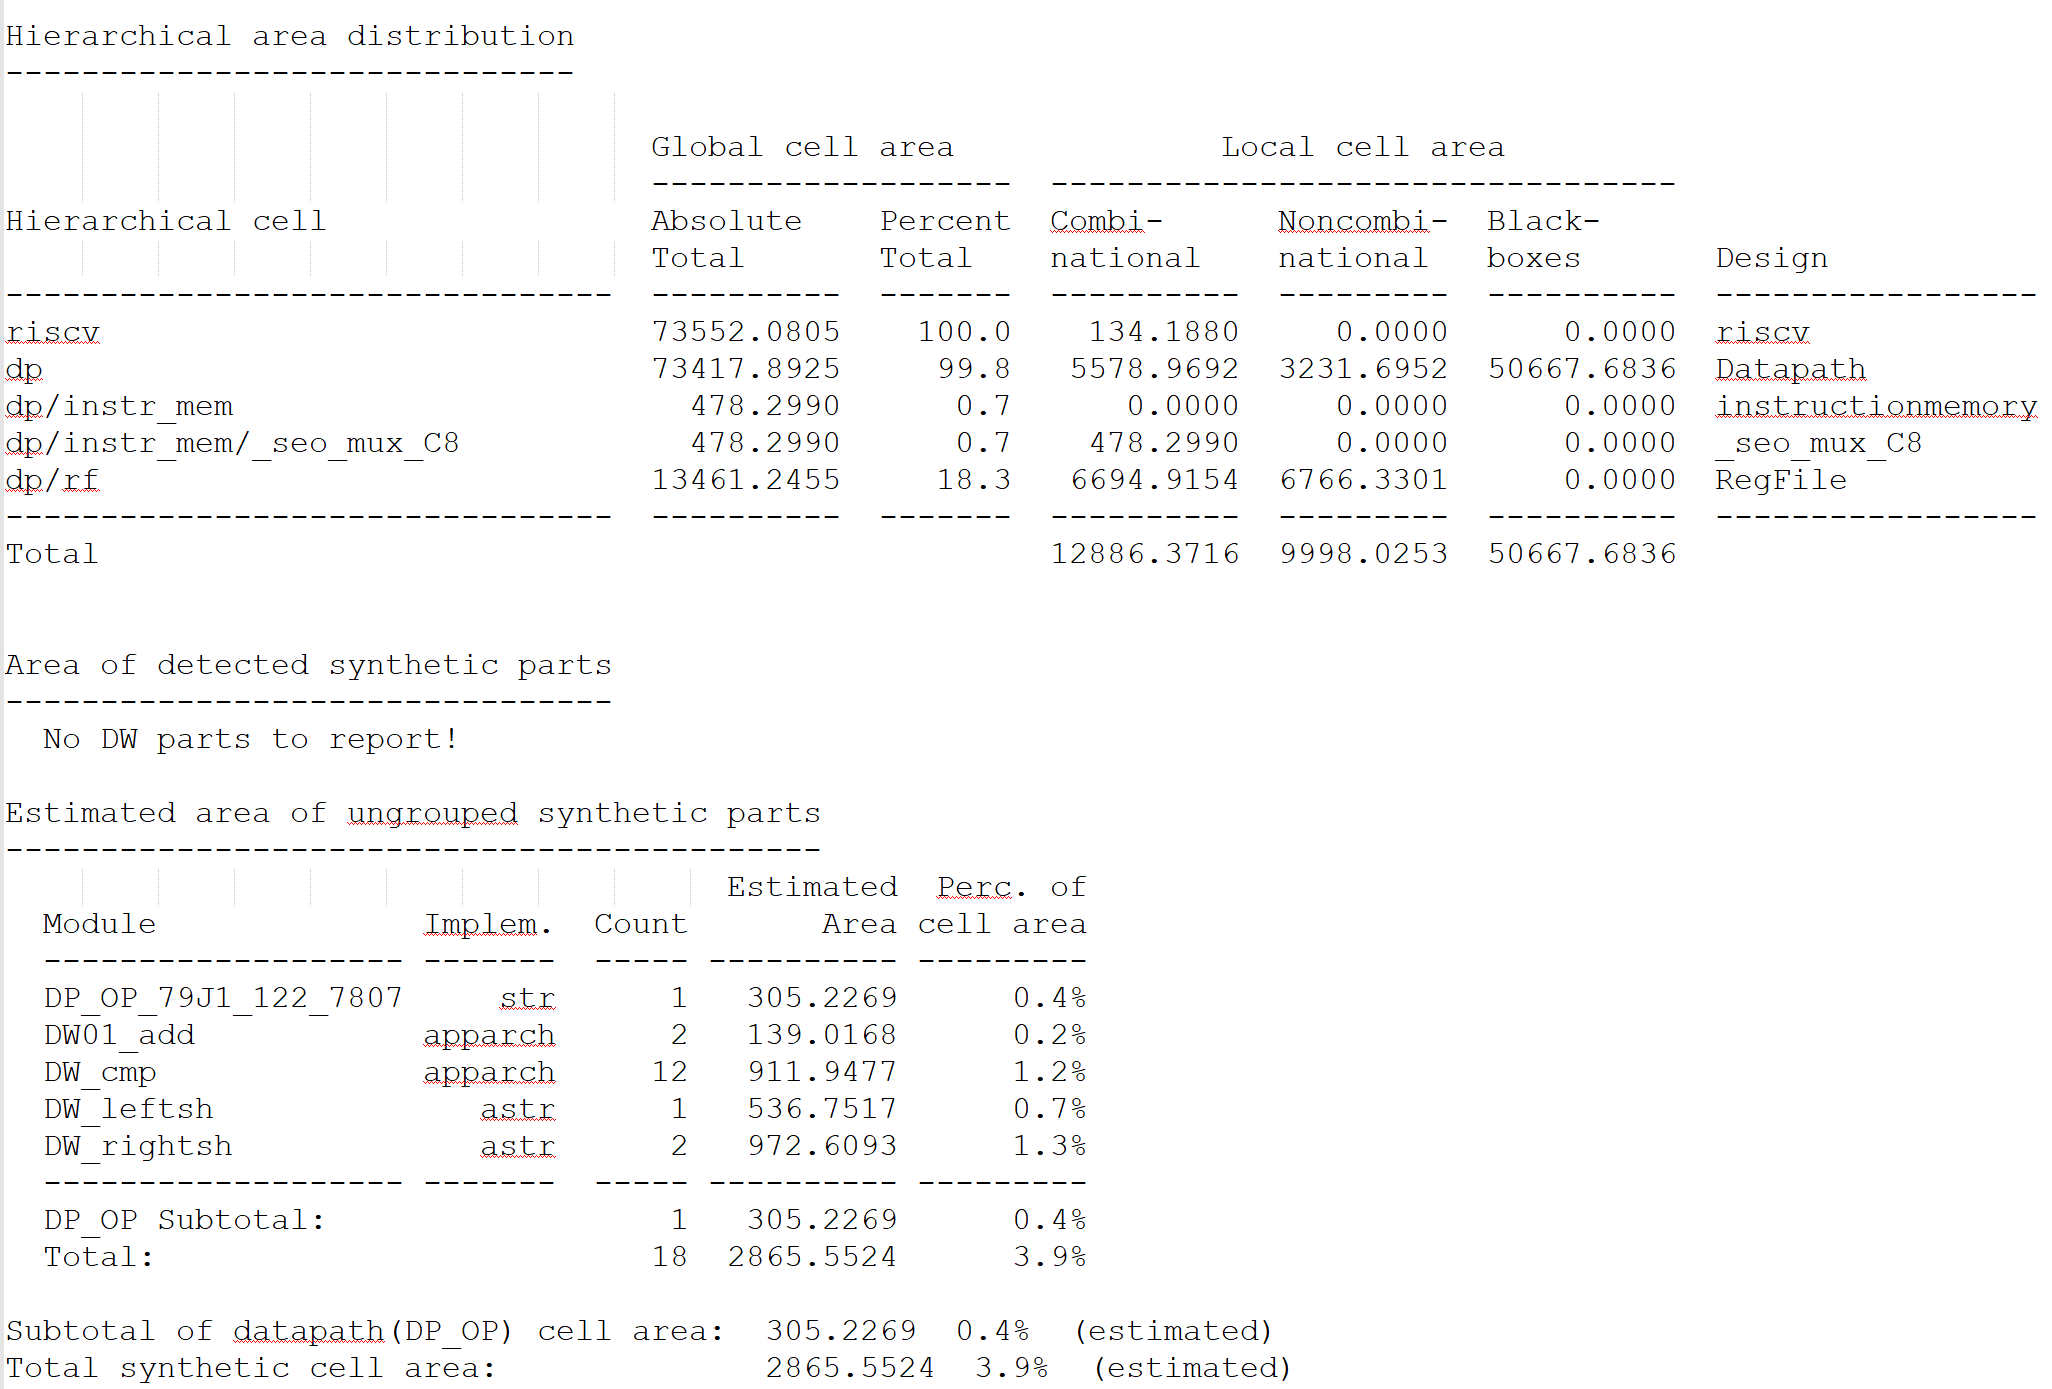 Hierarchical area distribution
------------------------------
                                  Global cell area              Local cell area
                                  -------------------  ---------------------------------
Hierarchical cell                 Absolute    Percent  Combi-      Noncombi-  Black-
                                  Total       Total    national    national   boxes       Design
--------------------------------  ----------  -------  ----------  ---------  ----------  -----------------
riscv                             73552.0805    100.0    134.1880     0.0000      0.0000  riscv
dp                                73417.8925     99.8   5578.9692  3231.6952  50667.6836  Datapath
dp/instr_mem                        478.2990      0.7      0.0000     0.0000      0.0000  instructionmemory
dp/instr_mem/_seo_mux_C8            478.2990      0.7    478.2990     0.0000      0.0000  _seo_mux_C8
dp/rf                             13461.2455     18.3   6694.9154  6766.3301      0.0000  RegFile
--------------------------------  ----------  -------  ----------  ---------  ----------  -----------------
Total                                                  12886.3716  9998.0253  50667.6836
Area of detected synthetic parts
--------------------------------
  No DW parts to report!
Estimated area of ungrouped synthetic parts
-------------------------------------------
                                      Estimated  Perc. of
  Module              Implem.  Count       Area cell area
  ------------------- -------  ----- ---------- ---------
  DP_OP_79J1_122_7807     str      1   305.2269      0.4%
  DW01_add            apparch      2   139.0168      0.2%
  DW_cmp              apparch     12   911.9477      1.2%
  DW_leftsh              astr      1   536.7517      0.7%
  DW_rightsh             astr      2   972.6093      1.3%
  ------------------- -------  ----- ---------- ---------
  DP_OP Subtotal:                  1   305.2269      0.4%
  Total:                          18  2865.5524      3.9%
Subtotal of datapath(DP_OP) cell area:  305.2269  0.4%  (estimated)
Total synthetic cell area:              2865.5524  3.9%  (estimated)